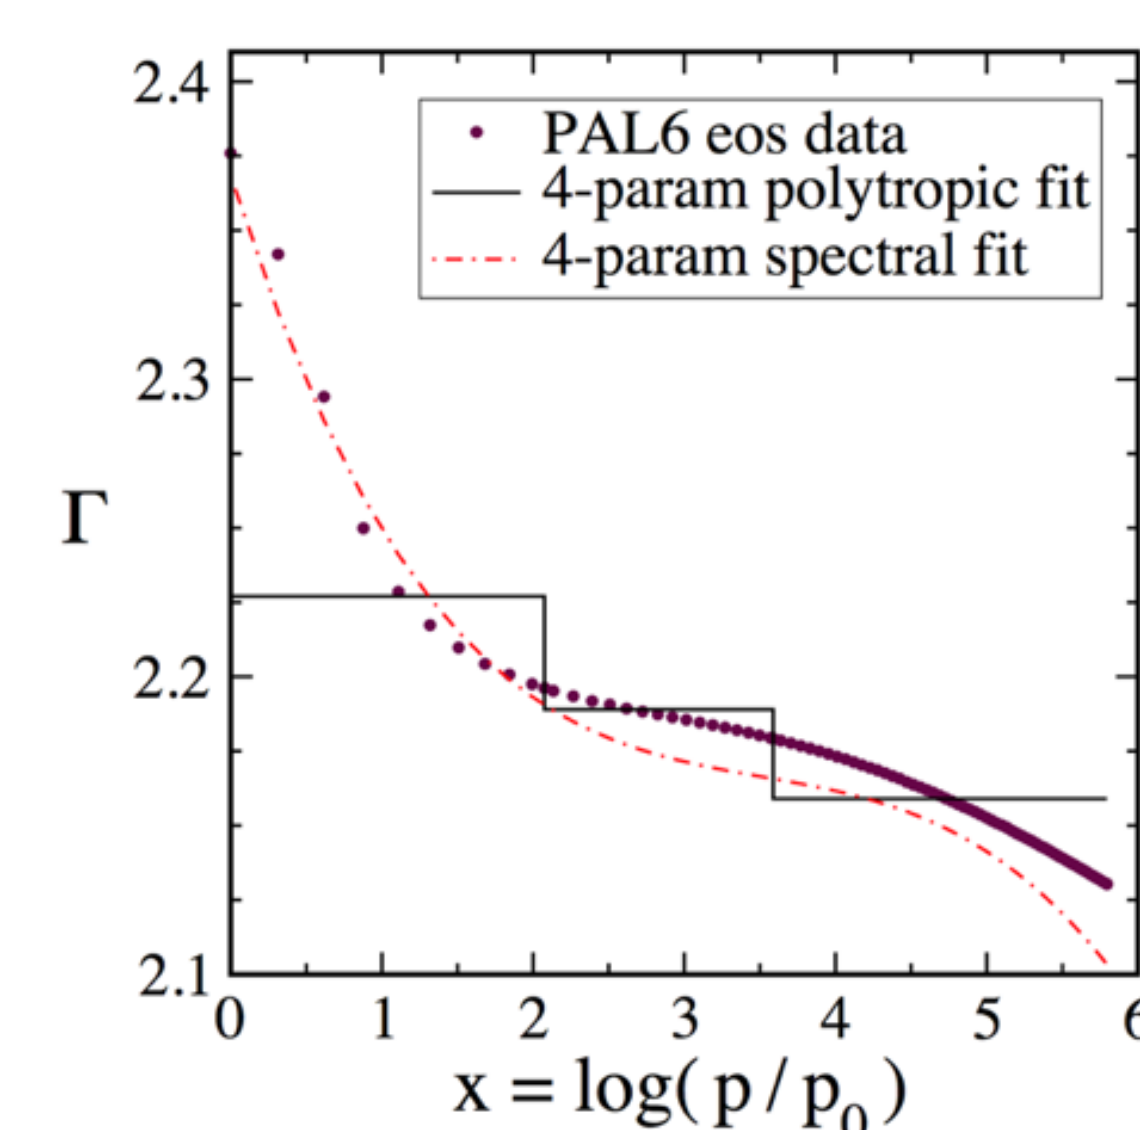 2.4
PAL6 eos data
4-param polytropic fit
4-param spectral fit
2.3
Γ
2.2
2.1
0 1 2 3 4 5 6
x = log( p / p₀ )